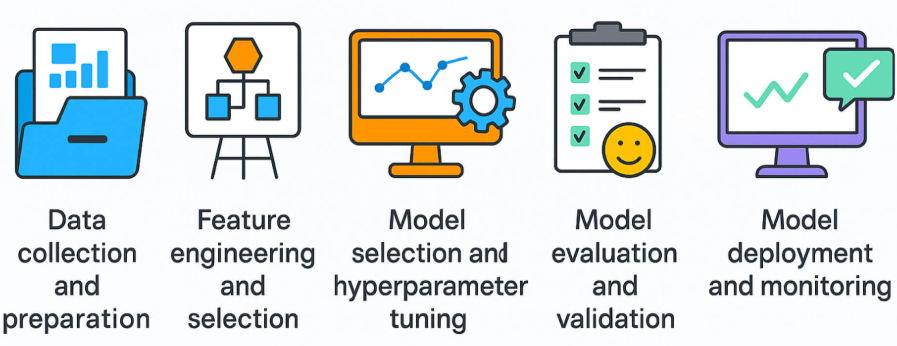 Data
collection
and
preparation
Feature
engineering
and
selection
Model
selection and
hyperparameter
tuning
Model
evaluation
and
validation
Model
deployment
and monitoring